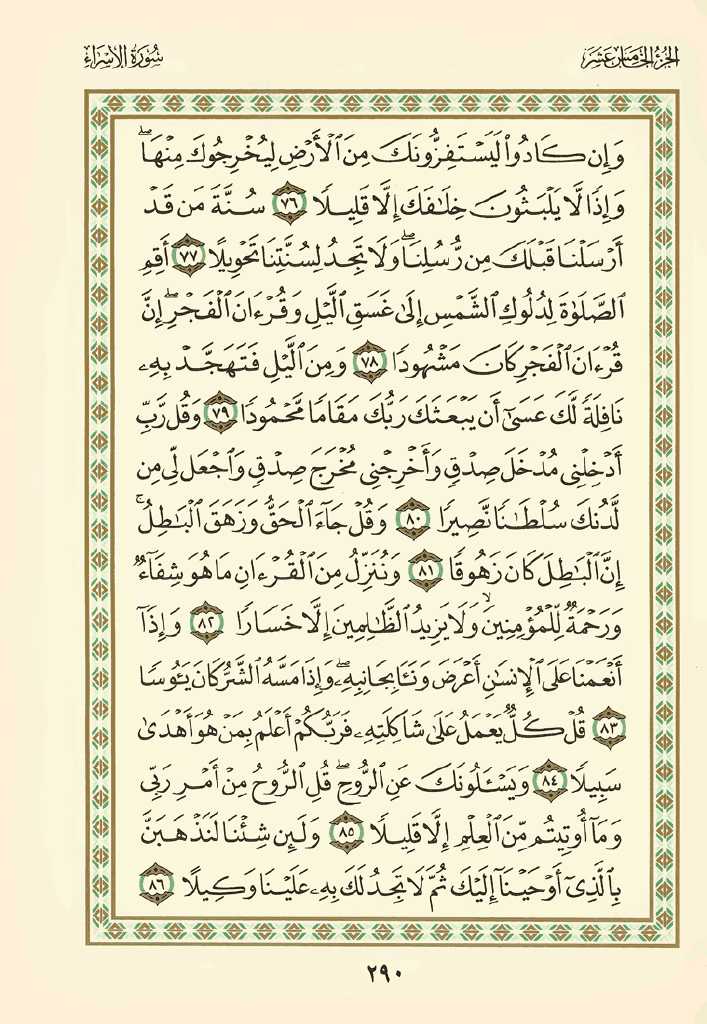 الجزء الخامس عشر
سورة الإسراء
وَإِن كَادُوا۟ لَيَسْتَفِزُّونَكَ مِنَ ٱلْأَرْضِ لِيُخْرِجُوكَ مِنْهَا ۖ
وَإِذًا لَّا يَلْبَثُونَ خِلَٰفَكَ إِلَّا قَلِيلًا ٧٦ سُنَّةَ مَن قَدْ
أَرْسَلْنَا قَبْلَكَ مِن رُّسُلِنَا ۖ وَلَا تَجِدُ لِسُنَّتِنَا تَحْوِيلًا ٧٧ أَقِمِ
ٱلصَّلَوٰةَ لِدُلُوكِ ٱلشَّمْسِ إِلَىٰ غَسَقِ ٱلَّيْلِ وَقُرْءَانَ ٱلْفَجْرِ ۖ إِنَّ
قُرْءَانَ ٱلْفَجْرِ كَانَ مَشْهُودًا ٧٨ وَمِنَ ٱلَّيْلِ فَتَهَجَّدْ بِهِۦ
نَافِلَةً لَّكَ عَسَىٰٓ أَن يَبْعَثَكَ رَبُّكَ مَقَامًا مَّحْمُودًا ٧٩ وَقُل رَّبِّ
أَدْخِلْنِى مُدْخَلَ صِدْقٍ وَأَخْرِجْنِى مُخْرَجَ صِدْقٍ وَٱجْعَل لِّى مِن
لَّدُنكَ سُلْطَٰنًا نَّصِيرًا ٨٠ وَقُلْ جَآءَ ٱلْحَقُّ وَزَهَقَ ٱلْبَٰطِلُ ۚ
إِنَّ ٱلْبَٰطِلَ كَانَ زَهُوقًا ٨١ وَنُنَزِّلُ مِنَ ٱلْقُرْءَانِ مَا هُوَ شِفَآءٌ
وَرَحْمَةٌ لِّلْمُؤْمِنِينَ ۙ وَلَا يَزِيدُ ٱلظَّٰلِمِينَ إِلَّا خَسَارًا ٨٢ وَإِذَآ
أَنْعَمْنَا عَلَى ٱلْإِنسَٰنِ أَعْرَضَ وَنَـَٔا بِجَانِبِهِۦ ۖ وَإِذَا مَسَّهُ ٱلشَّرُّ كَانَ يَـُٔوسًا
٨٣ قُلْ كُلٌّ يَعْمَلُ عَلَىٰ شَاكِلَتِهِۦ فَرَبُّكُمْ أَعْلَمُ بِمَنْ هُوَ أَهْدَىٰ
سَبِيلًا ٨٤ وَيَسْـَٔلُونَكَ عَنِ ٱلرُّوحِ ۖ قُلِ ٱلرُّوحُ مِنْ أَمْرِ رَبِّى
وَمَآ أُوتِيتُم مِّنَ ٱلْعِلْمِ إِلَّا قَلِيلًا ٨٥ وَلَئِن شِئْنَا لَنَذْهَبَنَّ
بِٱلَّذِىٓ أَوْحَيْنَآ إِلَيْكَ ثُمَّ لَا تَجِدُ لَكَ بِهِۦ عَلَيْنَا وَكِيلًا ٨٦
٢٩٠